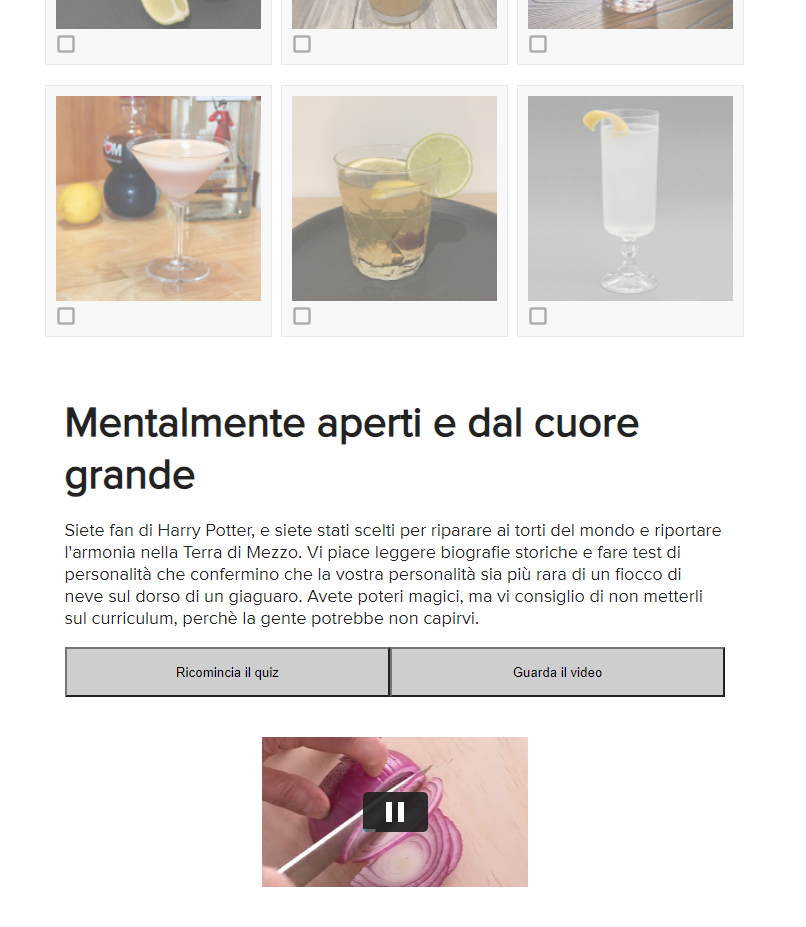 Mentalmente aperti e dal cuore
grande
Siete fan di Harry Potter, e siete stati scelti per riparare ai torti del mondo e riportare
l'armonia nella Terra di Mezzo. Vi piace leggere biografie storiche e fare test di
personalità che confermino che la vostra personalità sia più rara di un fiocco di
neve sul dorso di un giaguaro. Avete poteri magici, ma vi consiglio di non metterli
sul curriculum, perchè la gente potrebbe non capirvi.
Ricomincia il quiz
Guarda il video